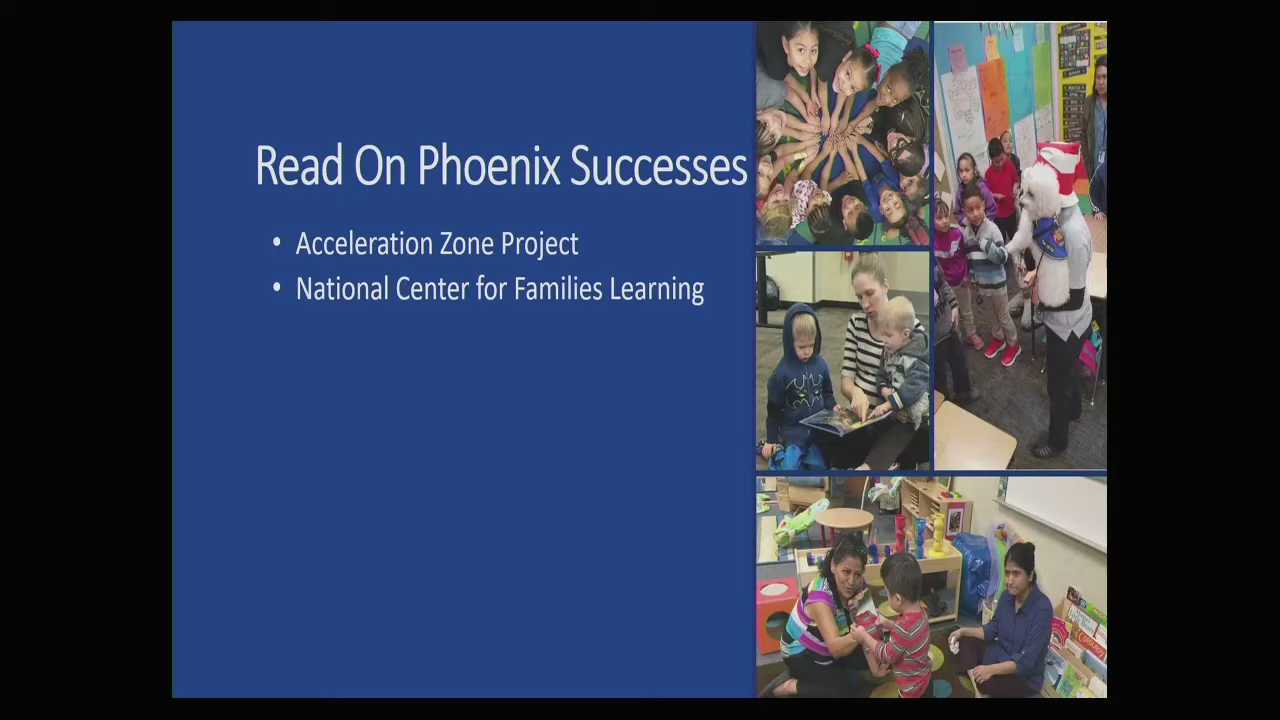 Read On Phoenix Successes
• Acceleration Zone Project
• National Center for Families Learning